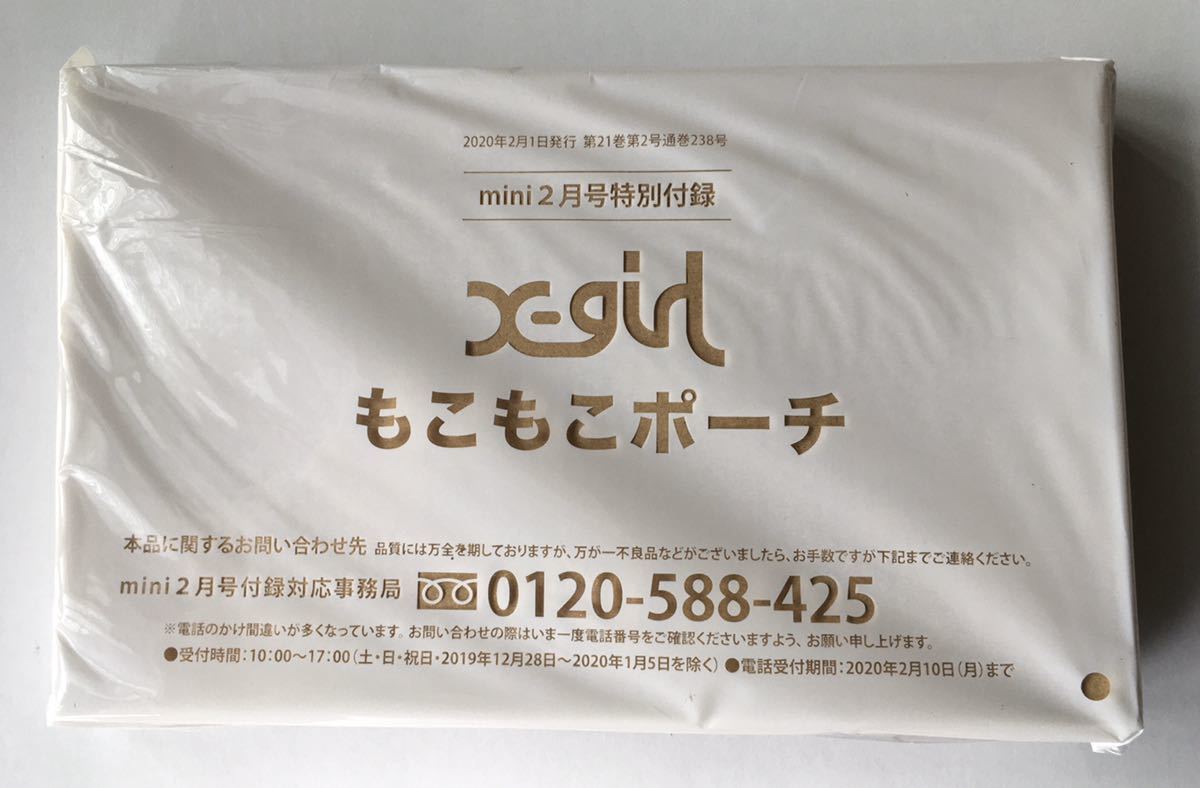 2020年2月1日発行 第21巻第2号通巻238号
mini2月号特別付録
X-girl
もこもこポーチ
本品に関するお問い合わせ先 品質には万全を期しておりますが、万が一不良品などがございましたら、お手数ですが下記までご連絡ください。
mini2月号付録対応事務局 0120-588-425
※電話のかけ間違いが多くなっています。お問い合わせの際はいま一度電話番号をご確認くださいますよう、お願い申し上げます。
●受付時間:10:00〜17:00(土・日・祝日・2019年12月28日〜2020年1月5日を除く) ●電話受付期間:2020年2月10日(月)まで